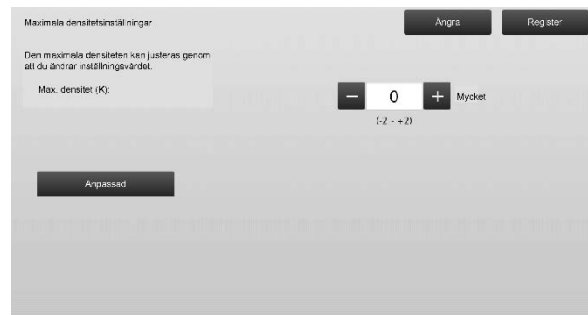 Maximala densitetsinställningar
Ångra
Register
Den maximala densiteten kan justeras genom
att du ändrar inställningsvärdet.
Max. densitet (K):
− 0 + Mycket
(-2 - +2)
Anpassad